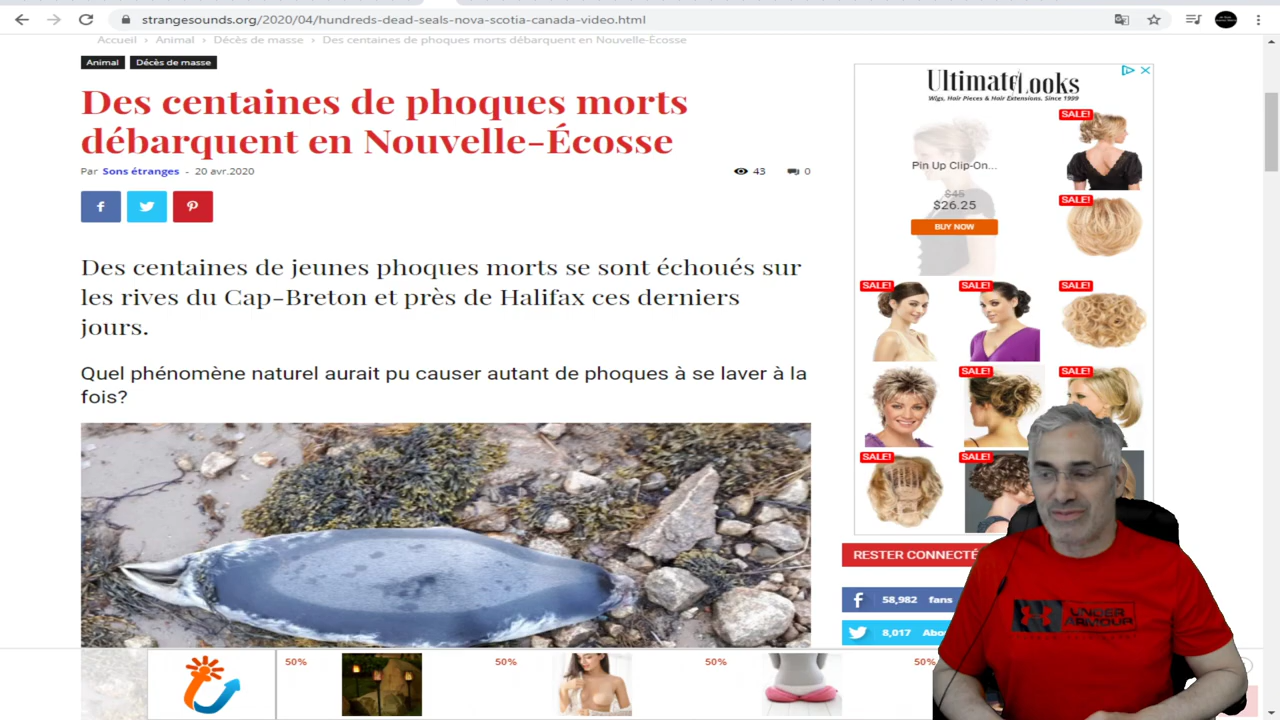 strangesounds.org/2020/04/hundreds-dead-seals-nova-scotia-canada-video.html
Accueil › Animal › Décès de masse › Des centaines de phoques morts débarquent en Nouvelle-Écosse
Animal Décès de masse
Des centaines de phoques morts
débarquent en Nouvelle-Écosse
Par Sons étranges - 20 avr.2020 43 0
Des centaines de jeunes phoques morts se sont échoués sur
les rives du Cap-Breton et près de Halifax ces derniers
jours.
Quel phénomène naturel aurait pu causer autant de phoques à se laver à la
fois?
Ultimate Looks
Wigs, Hair Pieces & Hair Extensions. Since 1999
SALE!
Pin Up Clip-On...
$45
$26.25
BUY NOW
SALE!
SALE! SALE! SALE!
SALE! SALE!
SALE! SALE!
RESTER CONNECTÉ
58,982 fans
8,017 Abo
UNDER
ARMOUR
50% 50% 50% 50%